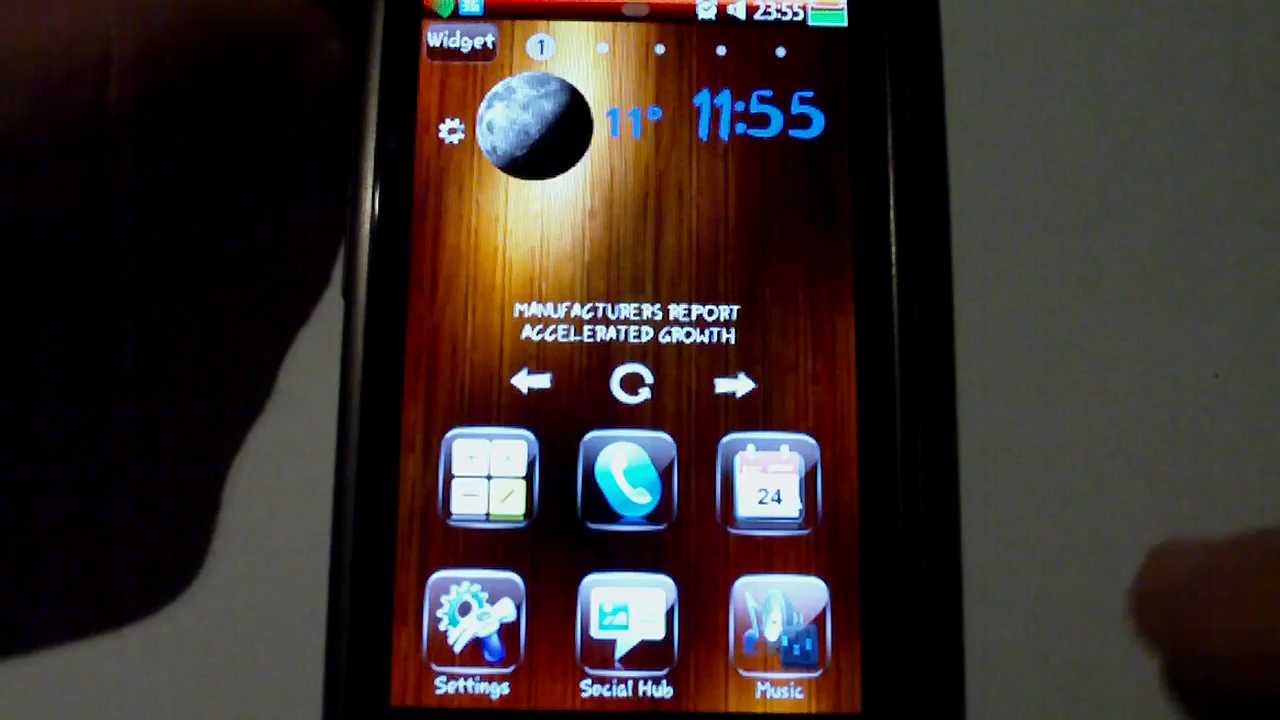 23:55
Widget
1
11° 11:55
MANUFACTURERS REPORT
ACCELERATED GROWTH
24
Settings Social Hub Music